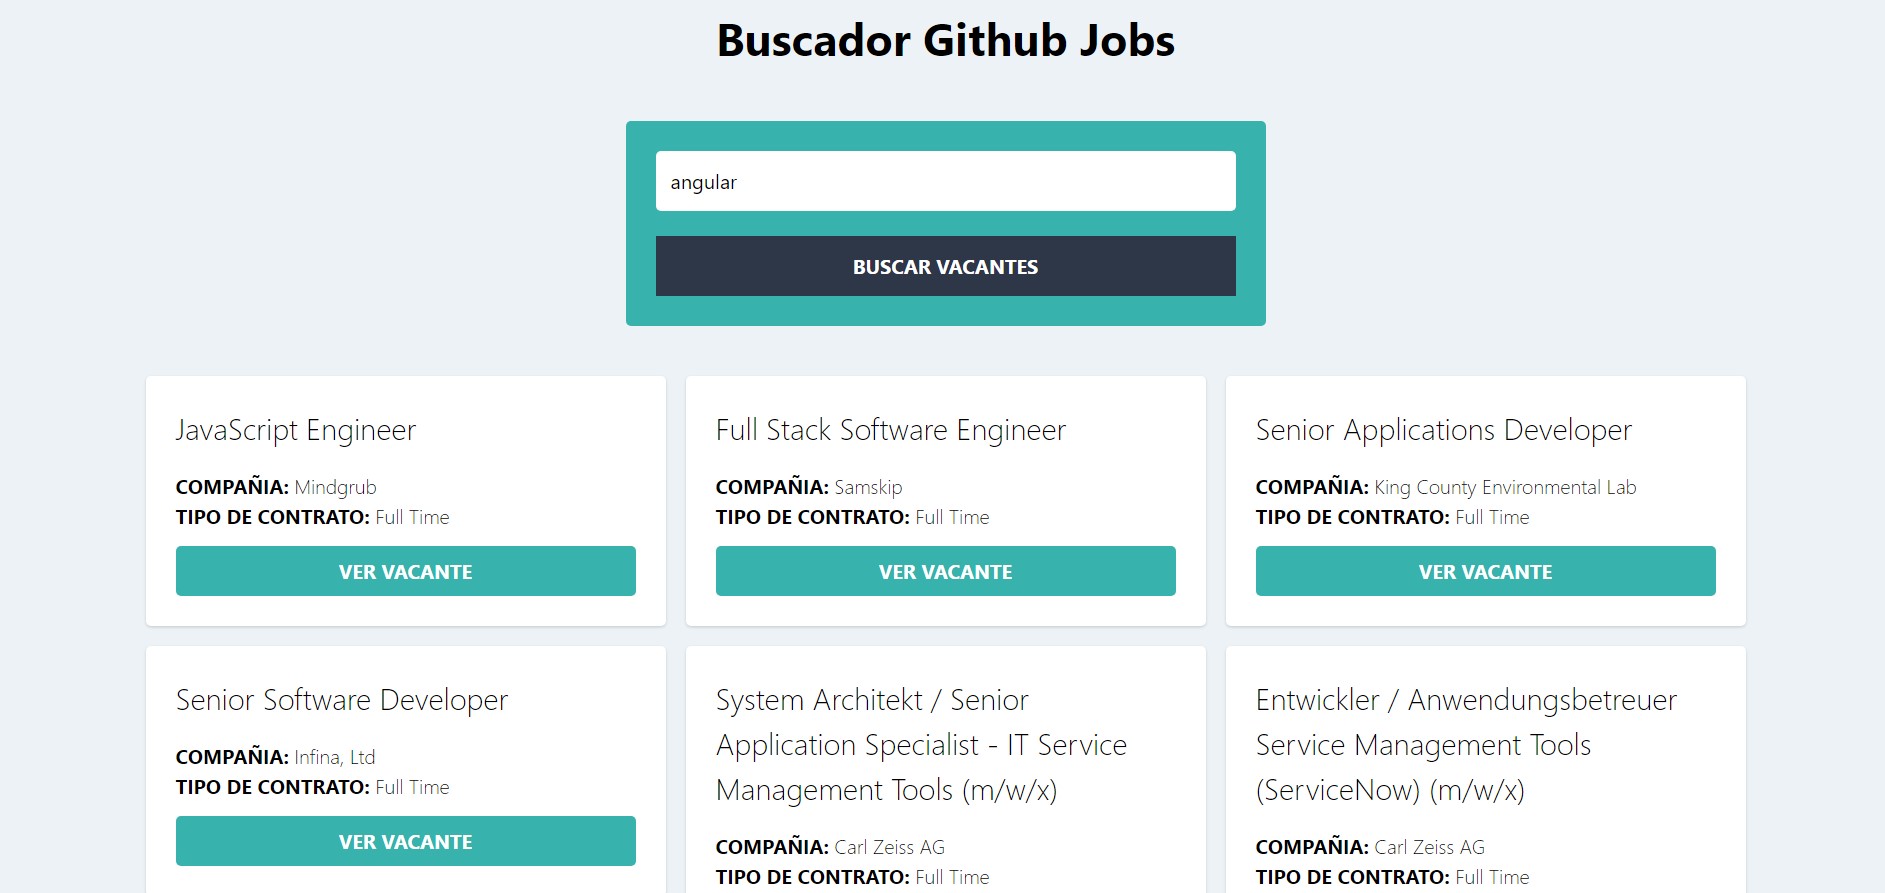 Buscador Github Jobs
angular
BUSCAR VACANTES
JavaScript Engineer
COMPAÑIA: Mindgrub
TIPO DE CONTRATO: Full Time
VER VACANTE
Full Stack Software Engineer
COMPAÑIA: Samskip
TIPO DE CONTRATO: Full Time
VER VACANTE
Senior Applications Developer
COMPAÑIA: King County Environmental Lab
TIPO DE CONTRATO: Full Time
VER VACANTE
Senior Software Developer
COMPAÑIA: Infina, Ltd
TIPO DE CONTRATO: Full Time
VER VACANTE
System Architekt / Senior
Application Specialist - IT Service
Management Tools (m/w/x)
COMPAÑIA: Carl Zeiss AG
TIPO DE CONTRATO: Full Time
Entwickler / Anwendungsbetreuer
Service Management Tools
(ServiceNow) (m/w/x)
COMPAÑIA: Carl Zeiss AG
TIPO DE CONTRATO: Full Time